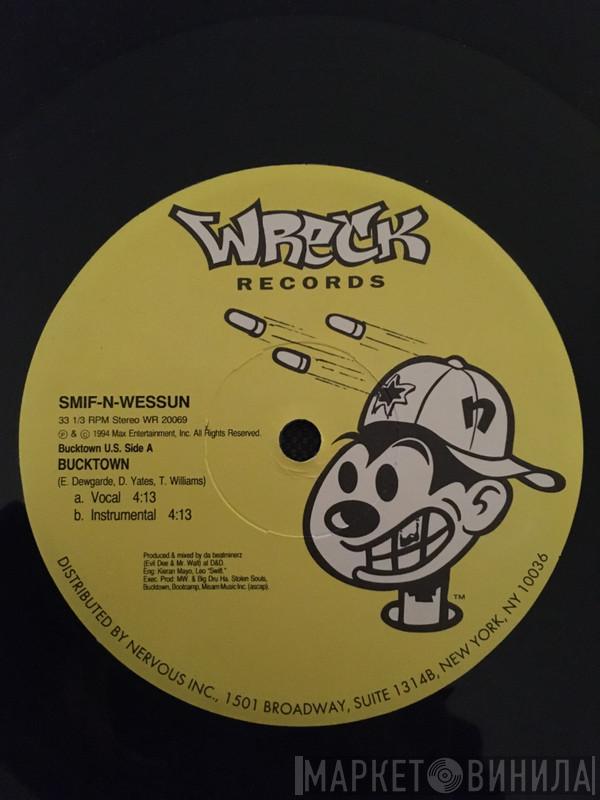 WRECK
RECORDS
SMIF-N-WESSUN
33 1/3 RPM Stereo WR 20069
℗ & © 1994 Max Entertainment, Inc. All Rights Reserved.
Bucktown U.S. Side A
BUCKTOWN
(E. Dewgarde, D. Yates, T. Williams)
a. Vocal 4:13
b. Instrumental 4:13
Produced & mixed by da beatminerz
(Evil Dee & Mr. Walt) at D&D.
Eng: Kieran Mayo, Leo "Swift."
Exec. Prod: MW. & Big Dru Ha. Stolen Souls,
Bucktown, Bootcamp, Misam Music Inc. (ascap).
n
TM
DISTRIBUTED BY NERVOUS INC., 1501 BROADWAY, SUITE 1314B, NEW YORK, NY 10036
МАРКЕТ ВИНИЛА